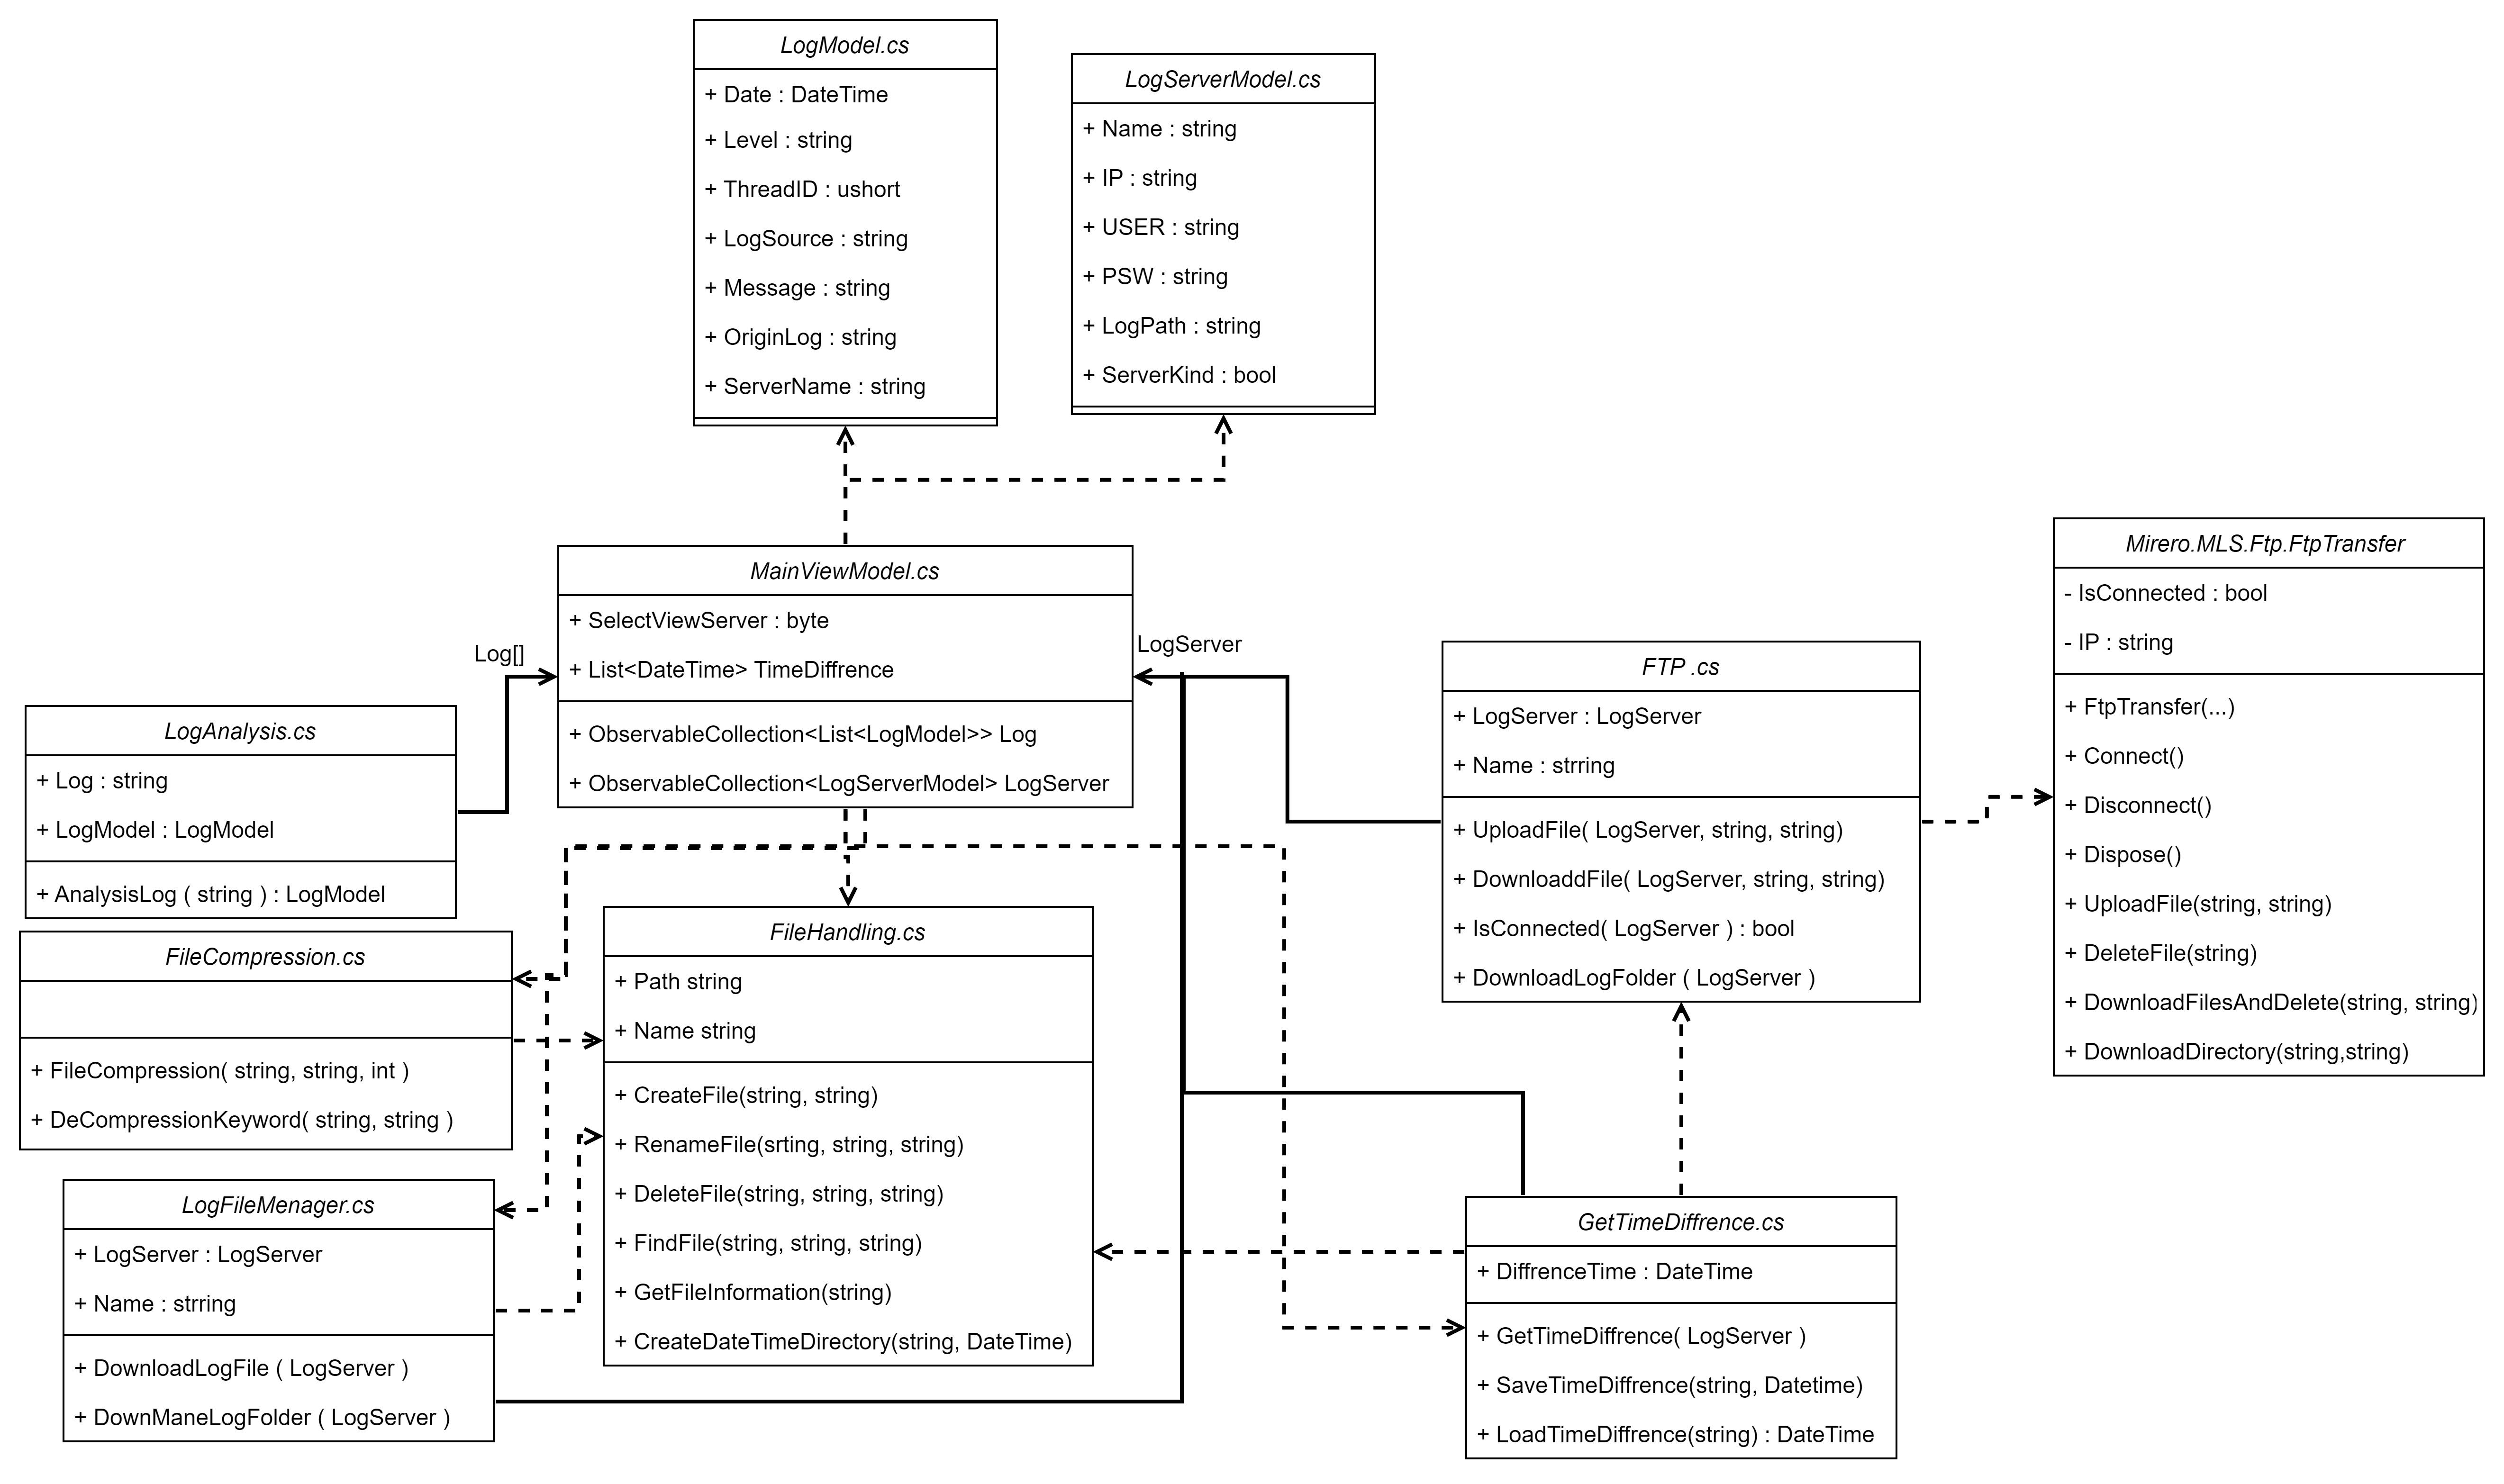 LogModel.cs
+ Date : DateTime
+ Level : string
+ ThreadID : ushort
+ LogSource : string
+ Message : string
+ OriginLog : string
+ ServerName : string
LogServerModel.cs
+ Name : string
+ IP : string
+ USER : string
+ PSW : string
+ LogPath : string
+ ServerKind : bool
MainViewModel.cs
+ SelectViewServer : byte
+ List<DateTime> TimeDiffrence
+ ObservableCollection<List<LogModel>> Log
+ ObservableCollection<LogServerModel> LogServer
Log[]
LogServer
LogAnalysis.cs
+ Log : string
+ LogModel : LogModel
+ AnalysisLog ( string ) : LogModel
FileCompression.cs
+ FileCompression( string, string, int )
+ DeCompressionKeyword( string, string )
LogFileMenager.cs
+ LogServer : LogServer
+ Name : strring
+ DownloadLogFile ( LogServer )
+ DownManeLogFolder ( LogServer )
FileHandling.cs
+ Path string
+ Name string
+ CreateFile(string, string)
+ RenameFile(srting, string, string)
+ DeleteFile(string, string, string)
+ FindFile(string, string, string)
+ GetFileInformation(string)
+ CreateDateTimeDirectory(string, DateTime)
FTP .cs
+ LogServer : LogServer
+ Name : strring
+ UploadFile( LogServer, string, string)
+ DownloaddFile( LogServer, string, string)
+ IsConnected( LogServer ) : bool
+ DownloadLogFolder ( LogServer )
GetTimeDiffrence.cs
+ DiffrenceTime : DateTime
+ GetTimeDiffrence( LogServer )
+ SaveTimeDiffrence(string, Datetime)
+ LoadTimeDiffrence(string) : DateTime
Mirero.MLS.Ftp.FtpTransfer
- IsConnected : bool
- IP : string
+ FtpTransfer(...)
+ Connect()
+ Disconnect()
+ Dispose()
+ UploadFile(string, string)
+ DeleteFile(string)
+ DownloadFilesAndDelete(string, string)
+ DownloadDirectory(string,string)